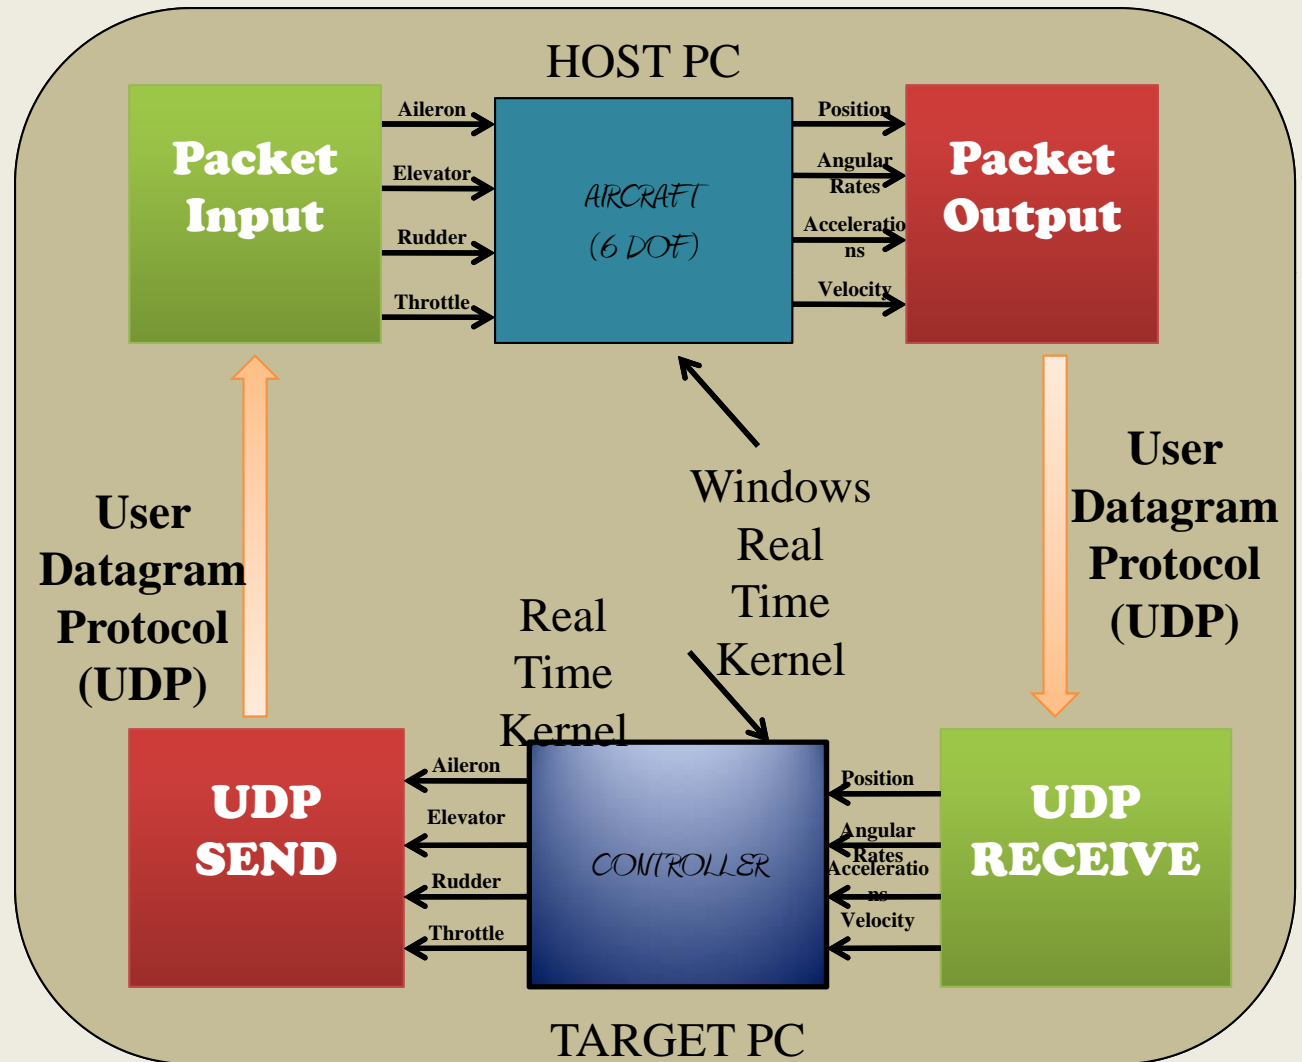 HOST PC
Packet
Input
Aileron
Elevator
Rudder
Throttle
AIRCRAFT
(6 DOF)
Position
Angular
Rates
Acceleratio
ns
Velocity
Packet
Output
User
Datagram
Protocol
(UDP)
Windows
Real
Time
Kernel
User
Datagram
Protocol
(UDP)
Real
Time
Kernel
UDP
SEND
Aileron
Elevator
Rudder
Throttle
CONTROLLER
Position
Angular
Rates
Acceleratio
ns
Velocity
UDP
RECEIVE
TARGET PC